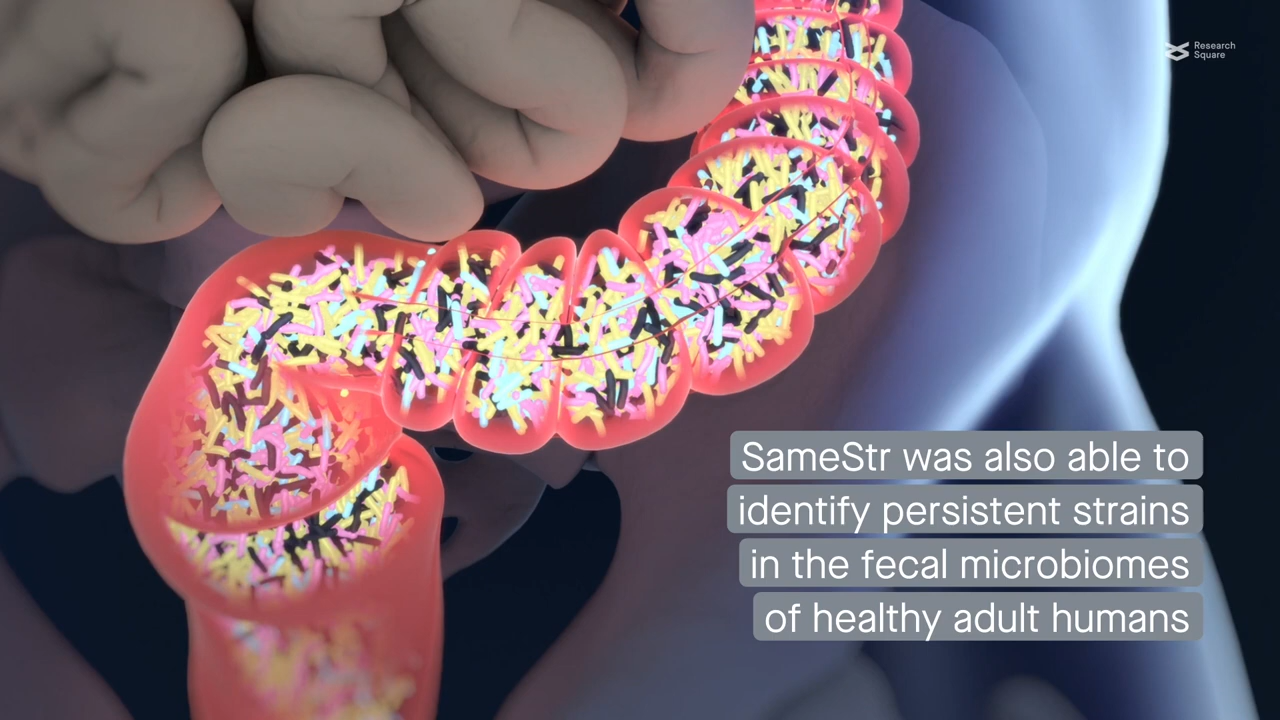 Research
Square
SameStr was also able to
identify persistent strains
in the fecal microbiomes
of healthy adult humans